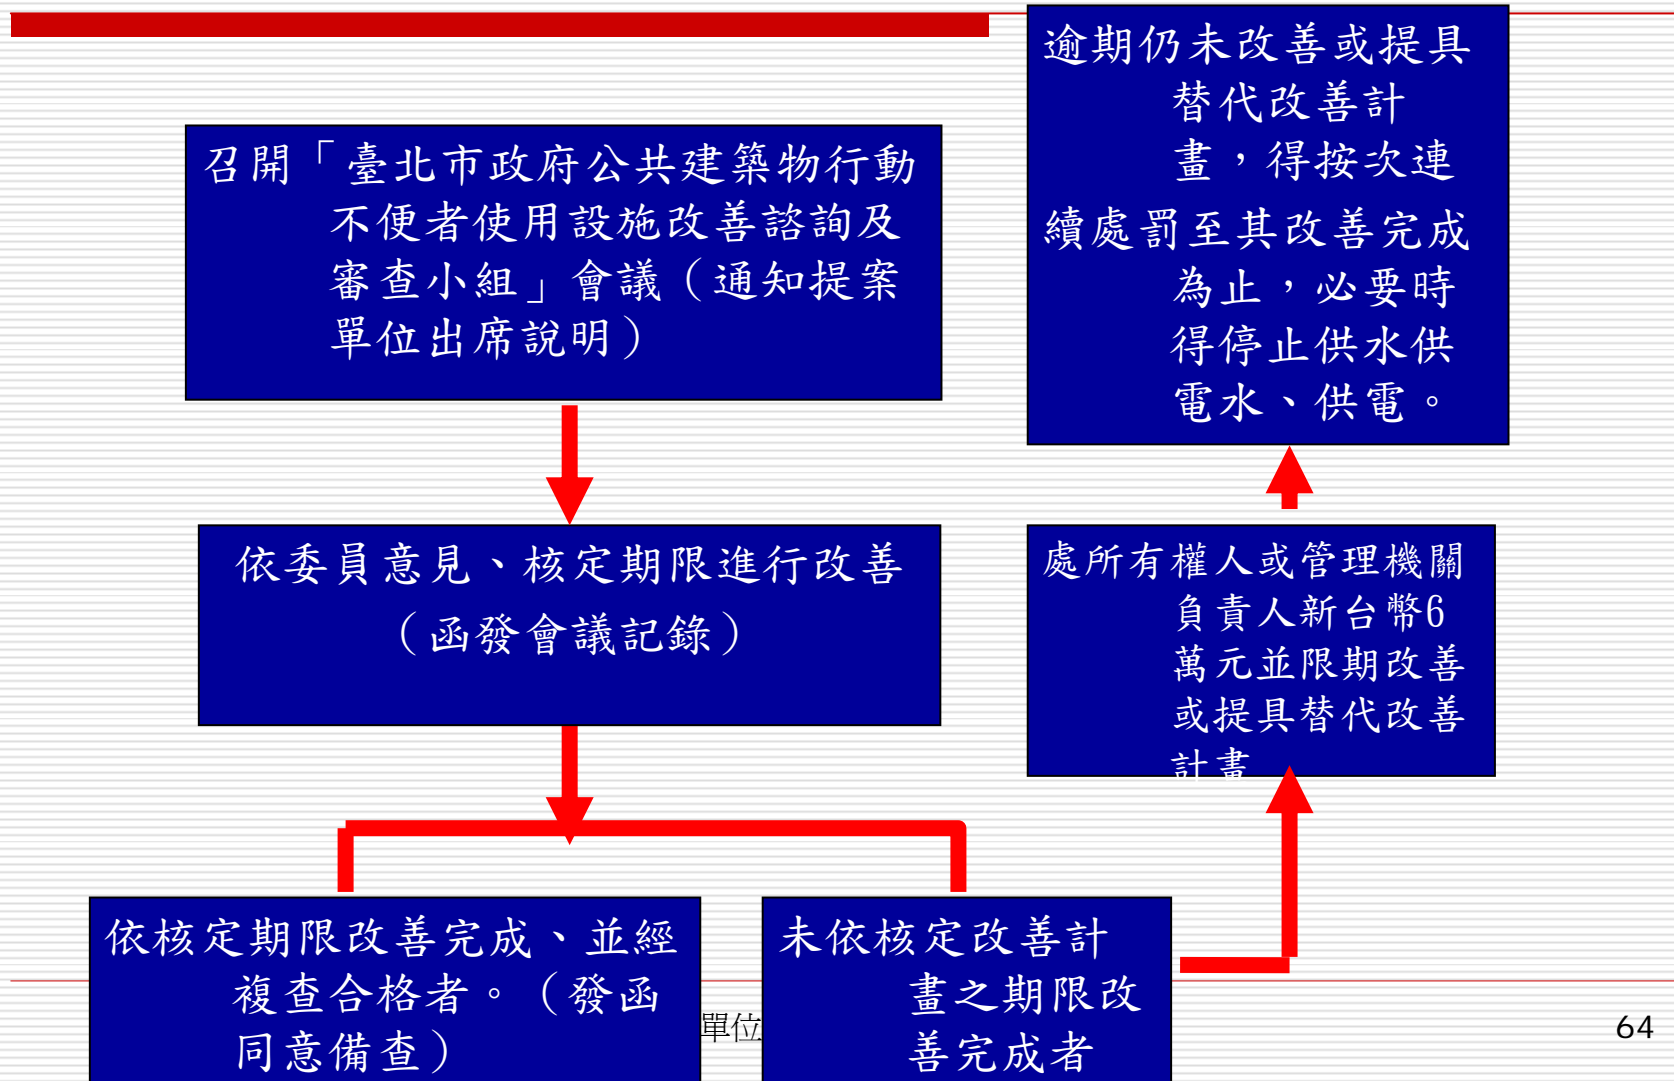 召開「臺北市政府公共建築物行動
不便者使用設施改善諮詢及
審查小組」會議（通知提案
單位出席說明）
依委員意見、核定期限進行改善
（函發會議記錄）
依核定期限改善完成、並經
複查合格者。（發函
同意備查）
未依核定改善計
畫之期限改
善完成者
處所有權人或管理機關
負責人新台幣6
萬元並限期改善
或提具替代改善
計畫
逾期仍未改善或提具
替代改善計
畫，得按次連
續處罰至其改善完成
為止，必要時
得停止供水供
電水、供電。
單位
64